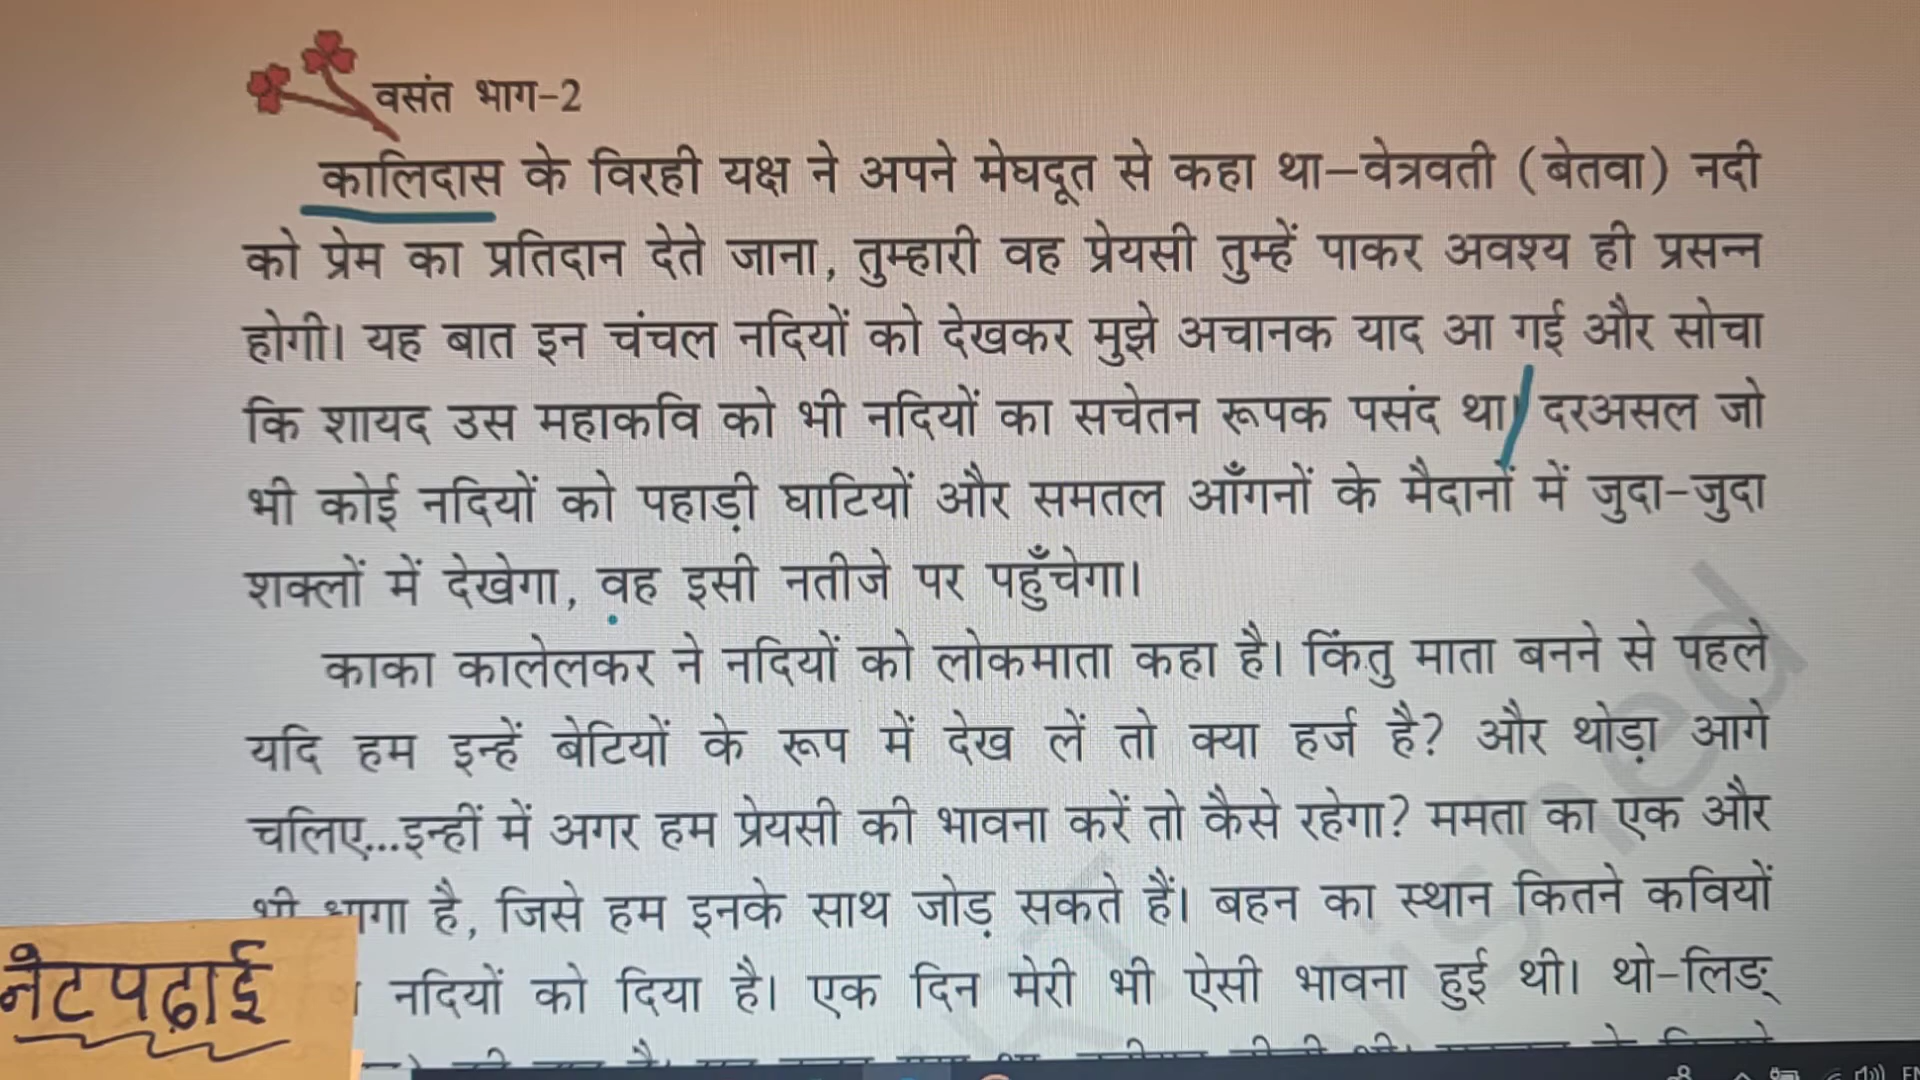 वसंत भाग-2
कालिदास के विरही यक्ष ने अपने मेघदूत से कहा था–वेत्रवती (बेतवा) नदी
को प्रेम का प्रतिदान देते जाना, तुम्हारी वह प्रेयसी तुम्हें पाकर अवश्य ही प्रसन्न
होगी। यह बात इन चंचल नदियों को देखकर मुझे अचानक याद आ गई और सोचा
कि शायद उस महाकवि को भी नदियों का सचेतन रूपक पसंद था। दरअसल जो
भी कोई नदियों को पहाड़ी घाटियों और समतल आँगनों के मैदानों में जुदा-जुदा
शक्लों में देखेगा, वह इसी नतीजे पर पहुँचेगा।
काका कालेलकर ने नदियों को लोकमाता कहा है। किंतु माता बनने से पहले
यदि हम इन्हें बेटियों के रूप में देख लें तो क्या हर्ज है? और थोड़ा आगे
चलिए...इन्हीं में अगर हम प्रेयसी की भावना करें तो कैसे रहेगा? ममता का एक और
भी धागा है, जिसे हम इनके साथ जोड़ सकते हैं। बहन का स्थान कितने कवियों
नदियों को दिया है। एक दिन मेरी भी ऐसी भावना हुई थी। थो-लिङ्
नेटपढ़ाई